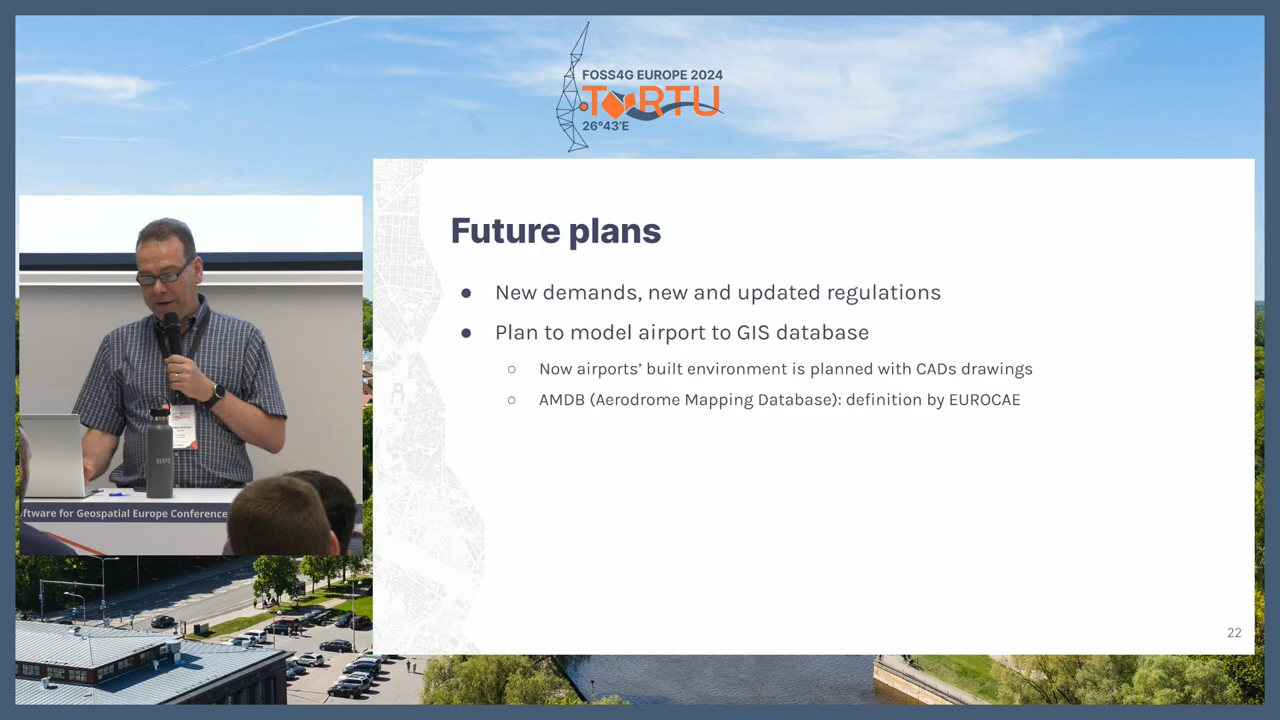 FOSS4G EUROPE 2024
TARTU
26°43'E
Future plans
● New demands, new and updated regulations
● Plan to model airport to GIS database
○ Now airports’ built environment is planned with CADs drawings
○ AMDB (Aerodrome Mapping Database): definition by EUROCAE
ftware for Geospatial Europe Conference
22